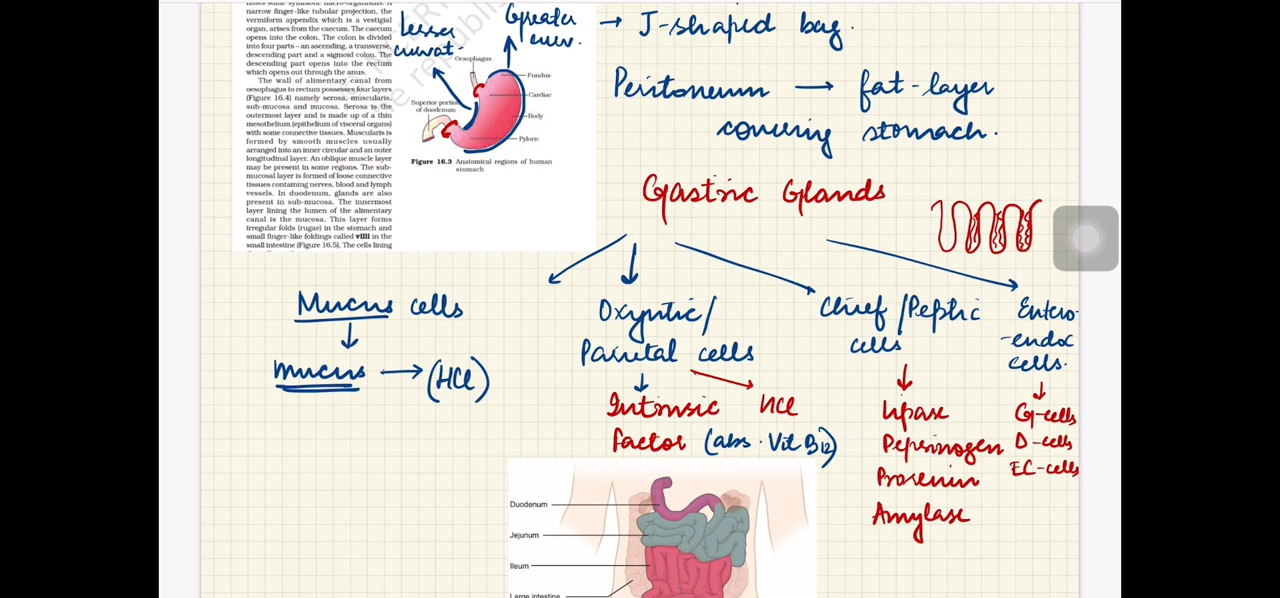 narrow finger-like tubular projection, the
vermiform appendix which is a vestigial
organ, arises from the caecum. The caecum
opens into the colon. The colon is divided
into four parts – an ascending, a transverse,
descending part and a sigmoid colon. The
descending part opens into the rectum
which opens out through the anus.
The wall of alimentary canal from
oesophagus to rectum possesses four layers
(Figure 16.4) namely serosa, muscularis,
sub-mucosa and mucosa. Serosa is the
outermost layer and is made up of a thin
mesothelium (epithelium of visceral organs)
with some connective tissues. Muscularis is
formed by smooth muscles usually
arranged into an inner circular and an outer
longitudinal layer. An oblique muscle layer
may be present in some regions. The sub-
mucosal layer is formed of loose connective
tissues containing nerves, blood and lymph
vessels. In duodenum, glands are also
present in sub-mucosa. The innermost
layer lining the lumen of the alimentary
canal is the mucosa. This layer forms
irregular folds (rugae) in the stomach and
small finger-like foldings called villi in the
small intestine (Figure 16.5). The cells lining
Lesser
curvat-
Greater
curv.
Oesophagus
Fundus
Cardiac
Body
Pyloric
Superior portion
of duodenum
Figure 16.3 Anatomical regions of human
stomach
→ J-shaped bag.
Peritoneum → fat-layer
covering stomach.
Gastric Glands
Mucus cells
mucus → (HCl)
Oxyntic/
Parietal cells
Intrinsic
Factor (abs. Vit B12)
HCl
Chief/Peptic
cells
lipase
Pepsinogen
Prorenin
Amylase
Entero-
-endoc
cells.
G-cells
D-cells
EC-cells
Duodenum
Jejunum
Ileum
Large intestine